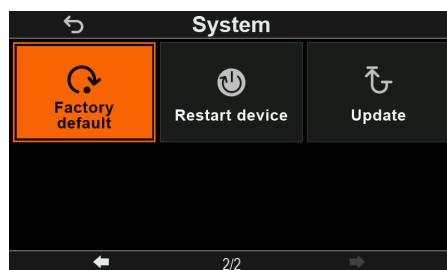 System
Factory
default
Restart device
Update
2/2